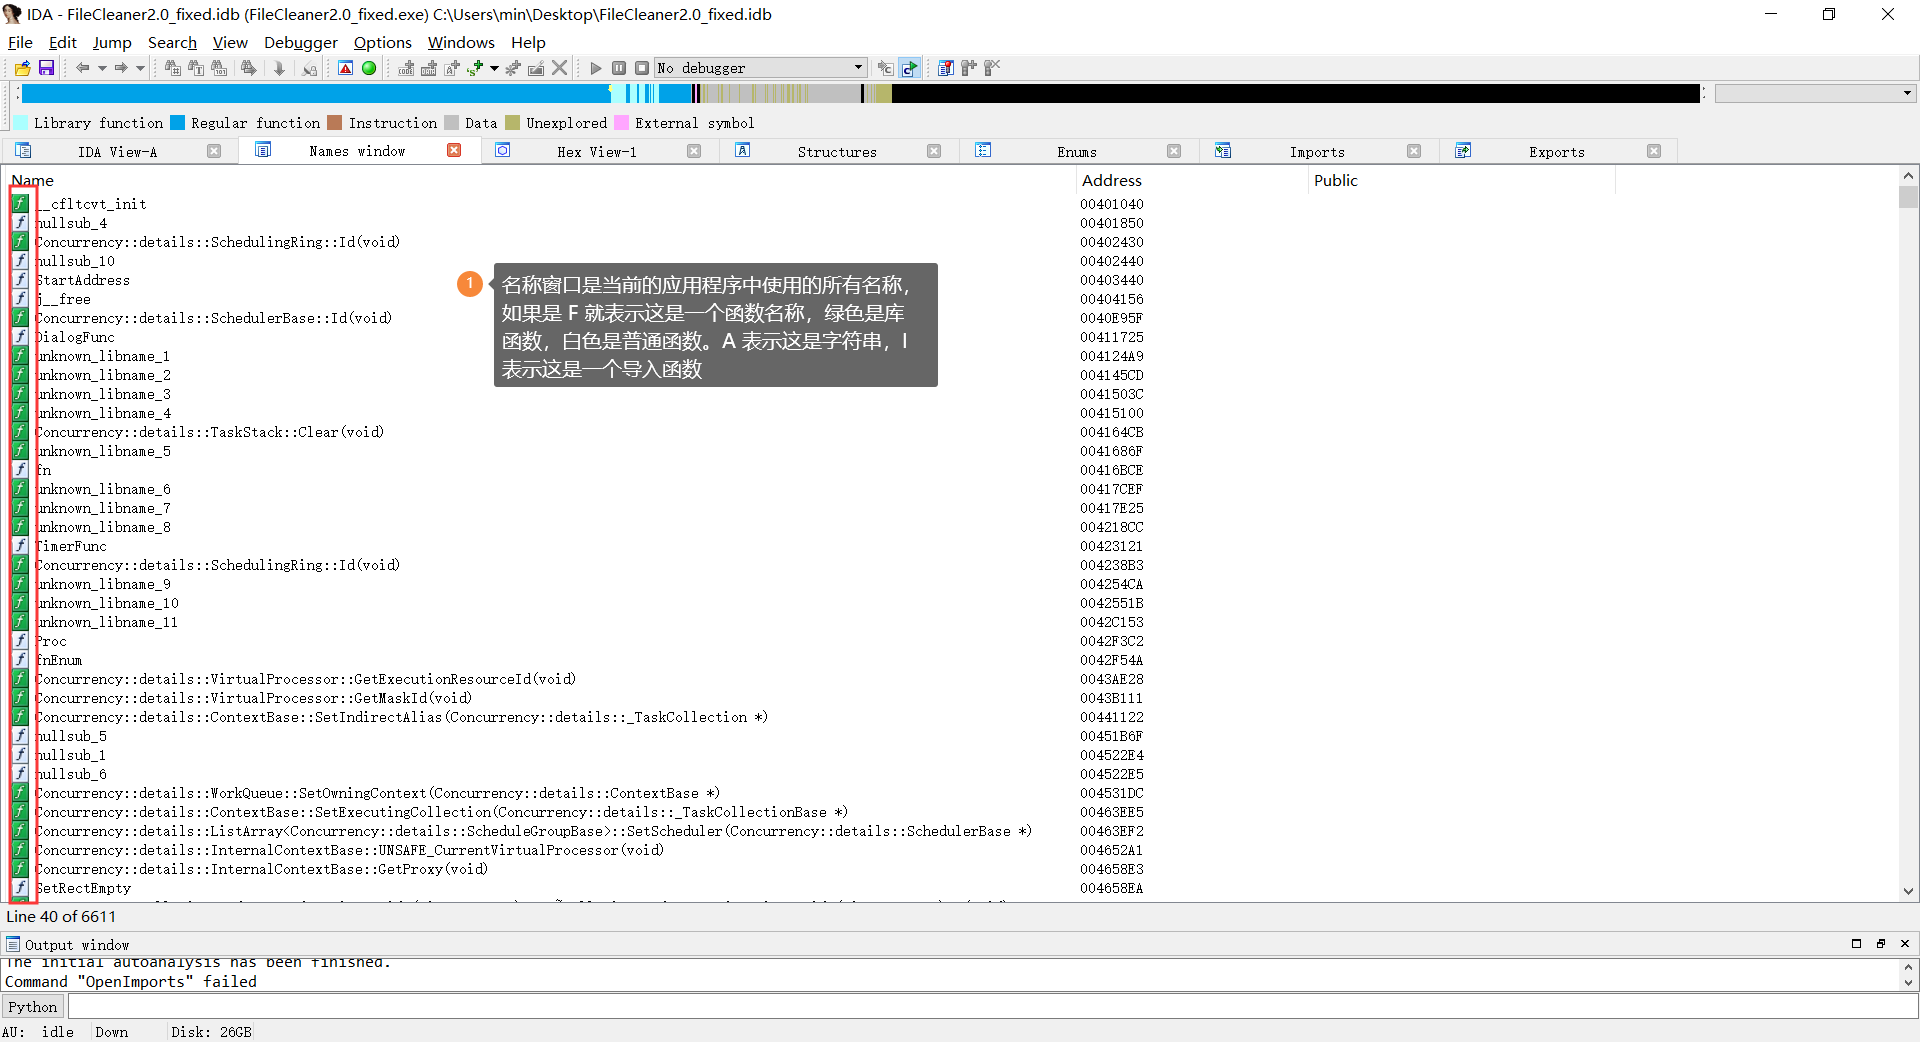 IDA - FileCleaner2.0_fixed.idb (FileCleaner2.0_fixed.exe) C:\Users\min\Desktop\FileCleaner2.0_fixed.idb
File Edit Jump Search View Debugger Options Windows Help
No debugger
Library function Regular function Instruction Data Unexplored External symbol
IDA View-A Names window Hex View-1 Structures Enums Imports Exports
Name Address Public
__cfltcvt_init 00401040
nullsub_4 00401850
Concurrency::details::SchedulingRing::Id(void) 00402430
nullsub_10 00402440
StartAddress 00403440
j__free 00404156
Concurrency::details::SchedulerBase::Id(void) 0040E95F
DialogFunc 00411725
unknown_libname_1 004124A9
unknown_libname_2 004145CD
unknown_libname_3 0041503C
unknown_libname_4 00415100
Concurrency::details::TaskStack::Clear(void) 004164CB
unknown_libname_5 0041686F
fn 00416BCE
unknown_libname_6 00417CEF
unknown_libname_7 00417E25
unknown_libname_8 004218CC
TimerFunc 00423121
Concurrency::details::SchedulingRing::Id(void) 004238B3
unknown_libname_9 004254CA
unknown_libname_10 0042551B
unknown_libname_11 0042C153
Proc 0042F3C2
fnEnum 0042F54A
Concurrency::details::VirtualProcessor::GetExecutionResourceId(void) 0043AE28
Concurrency::details::VirtualProcessor::GetMaskId(void) 0043B111
Concurrency::details::ContextBase::SetIndirectAlias(Concurrency::details::_TaskCollection *) 00441122
nullsub_5 00451B6F
nullsub_1 004522E4
nullsub_6 004522E5
Concurrency::details::WorkQueue::SetOwningContext(Concurrency::details::ContextBase *) 004531DC
Concurrency::details::ContextBase::SetExecutingCollection(Concurrency::details::_TaskCollectionBase *) 00463EE5
Concurrency::details::ListArray<Concurrency::details::ScheduleGroupBase>::SetScheduler(Concurrency::details::SchedulerBase *) 00463EF2
Concurrency::details::InternalContextBase::UNSAFE_CurrentVirtualProcessor(void) 004652A1
Concurrency::details::InternalContextBase::GetProxy(void) 004658E3
SetRectEmpty 004658EA
1
名称窗口是当前的应用程序中使用的所有名称，
如果是 F 就表示这是一个函数名称，绿色是库
函数，白色是普通函数。A 表示这是字符串，I
表示这是一个导入函数
Line 40 of 6611
Output window
The initial autoanalysis has been finished.
Command "OpenImports" failed
Python
AU: idle Down Disk: 26GB